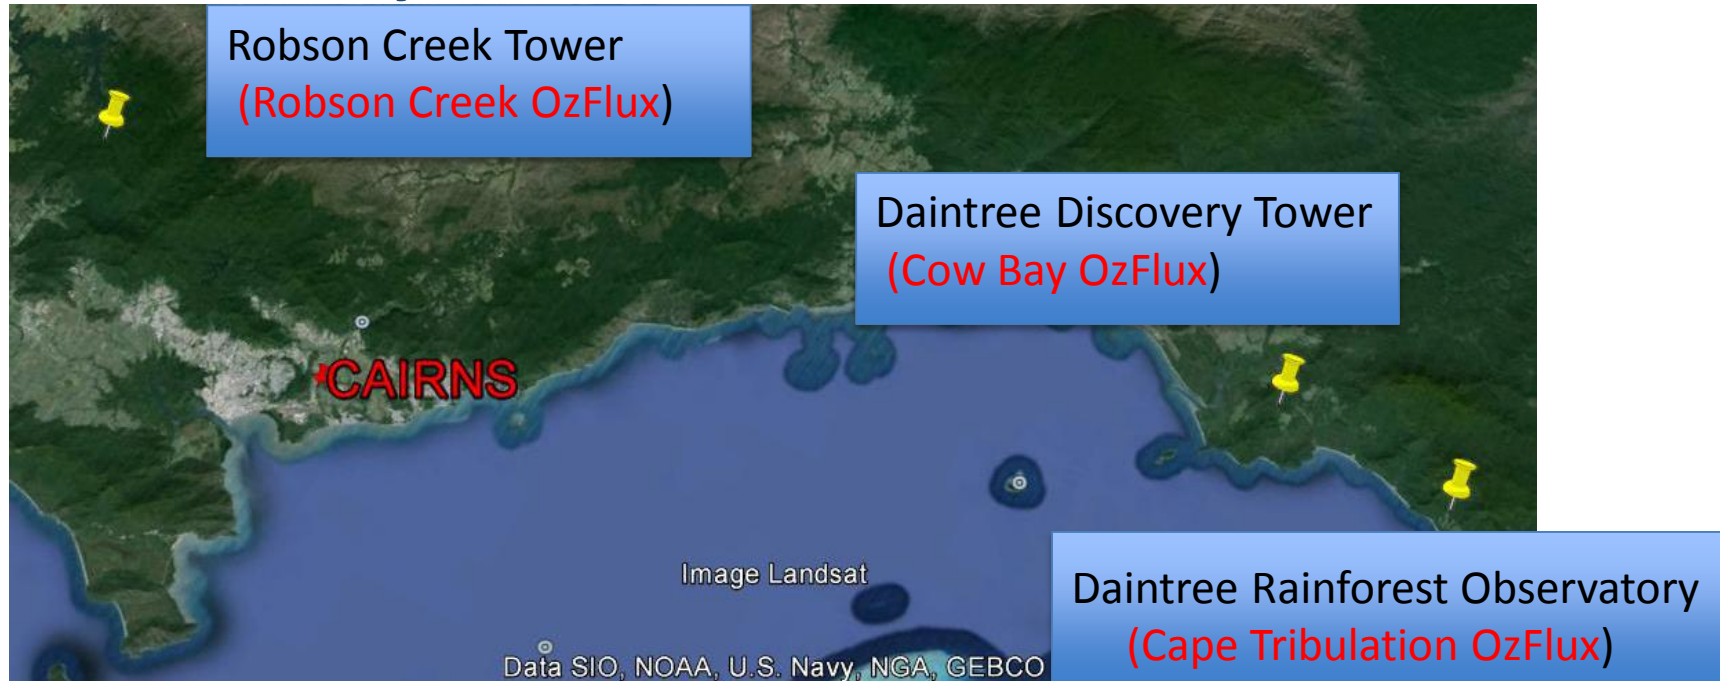 Robson Creek Tower
(Robson Creek OzFlux)
Daintree Discovery Tower
(Cow Bay OzFlux)
CAIRNS
Image Landsat
Daintree Rainforest Observatory
(Cape Tribulation OzFlux)
Data SIO, NOAA, U.S. Navy, NGA, GEBCO